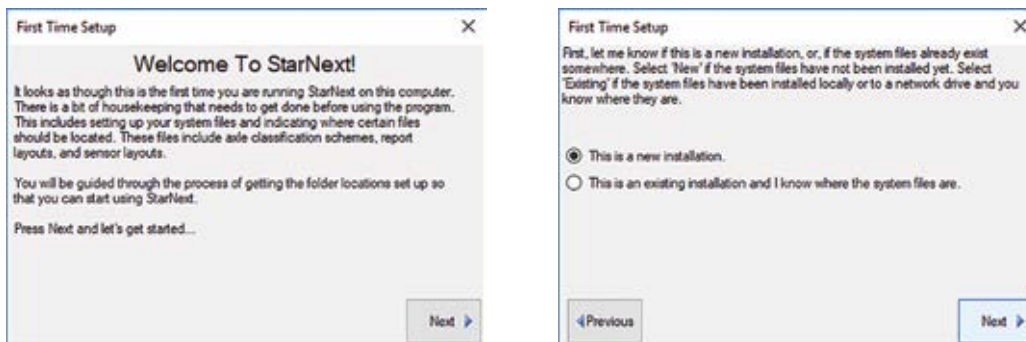 First Time Setup
Welcome To StarNext!
It looks as though this is the first time you are running StarNext on this computer.
There is a bit of housekeeping that needs to get done before using the program.
This includes setting up your system files and indicating where certain files
should be located. These files include axle classification schemes, report
layouts, and sensor layouts.
You will be guided through the process of getting the folder locations set up so
that you can start using StarNext.
Press Next and let's get started...
Next
First Time Setup
First, let me know if this is a new installation, or, if the system files already exist
somewhere. Select 'New' if the system files have not been installed yet. Select
'Existing' if the system files have been installed locally or to a network drive and you
know where they are.
This is a new installation.
This is an existing installation and I know where the system files are.
Previous
Next